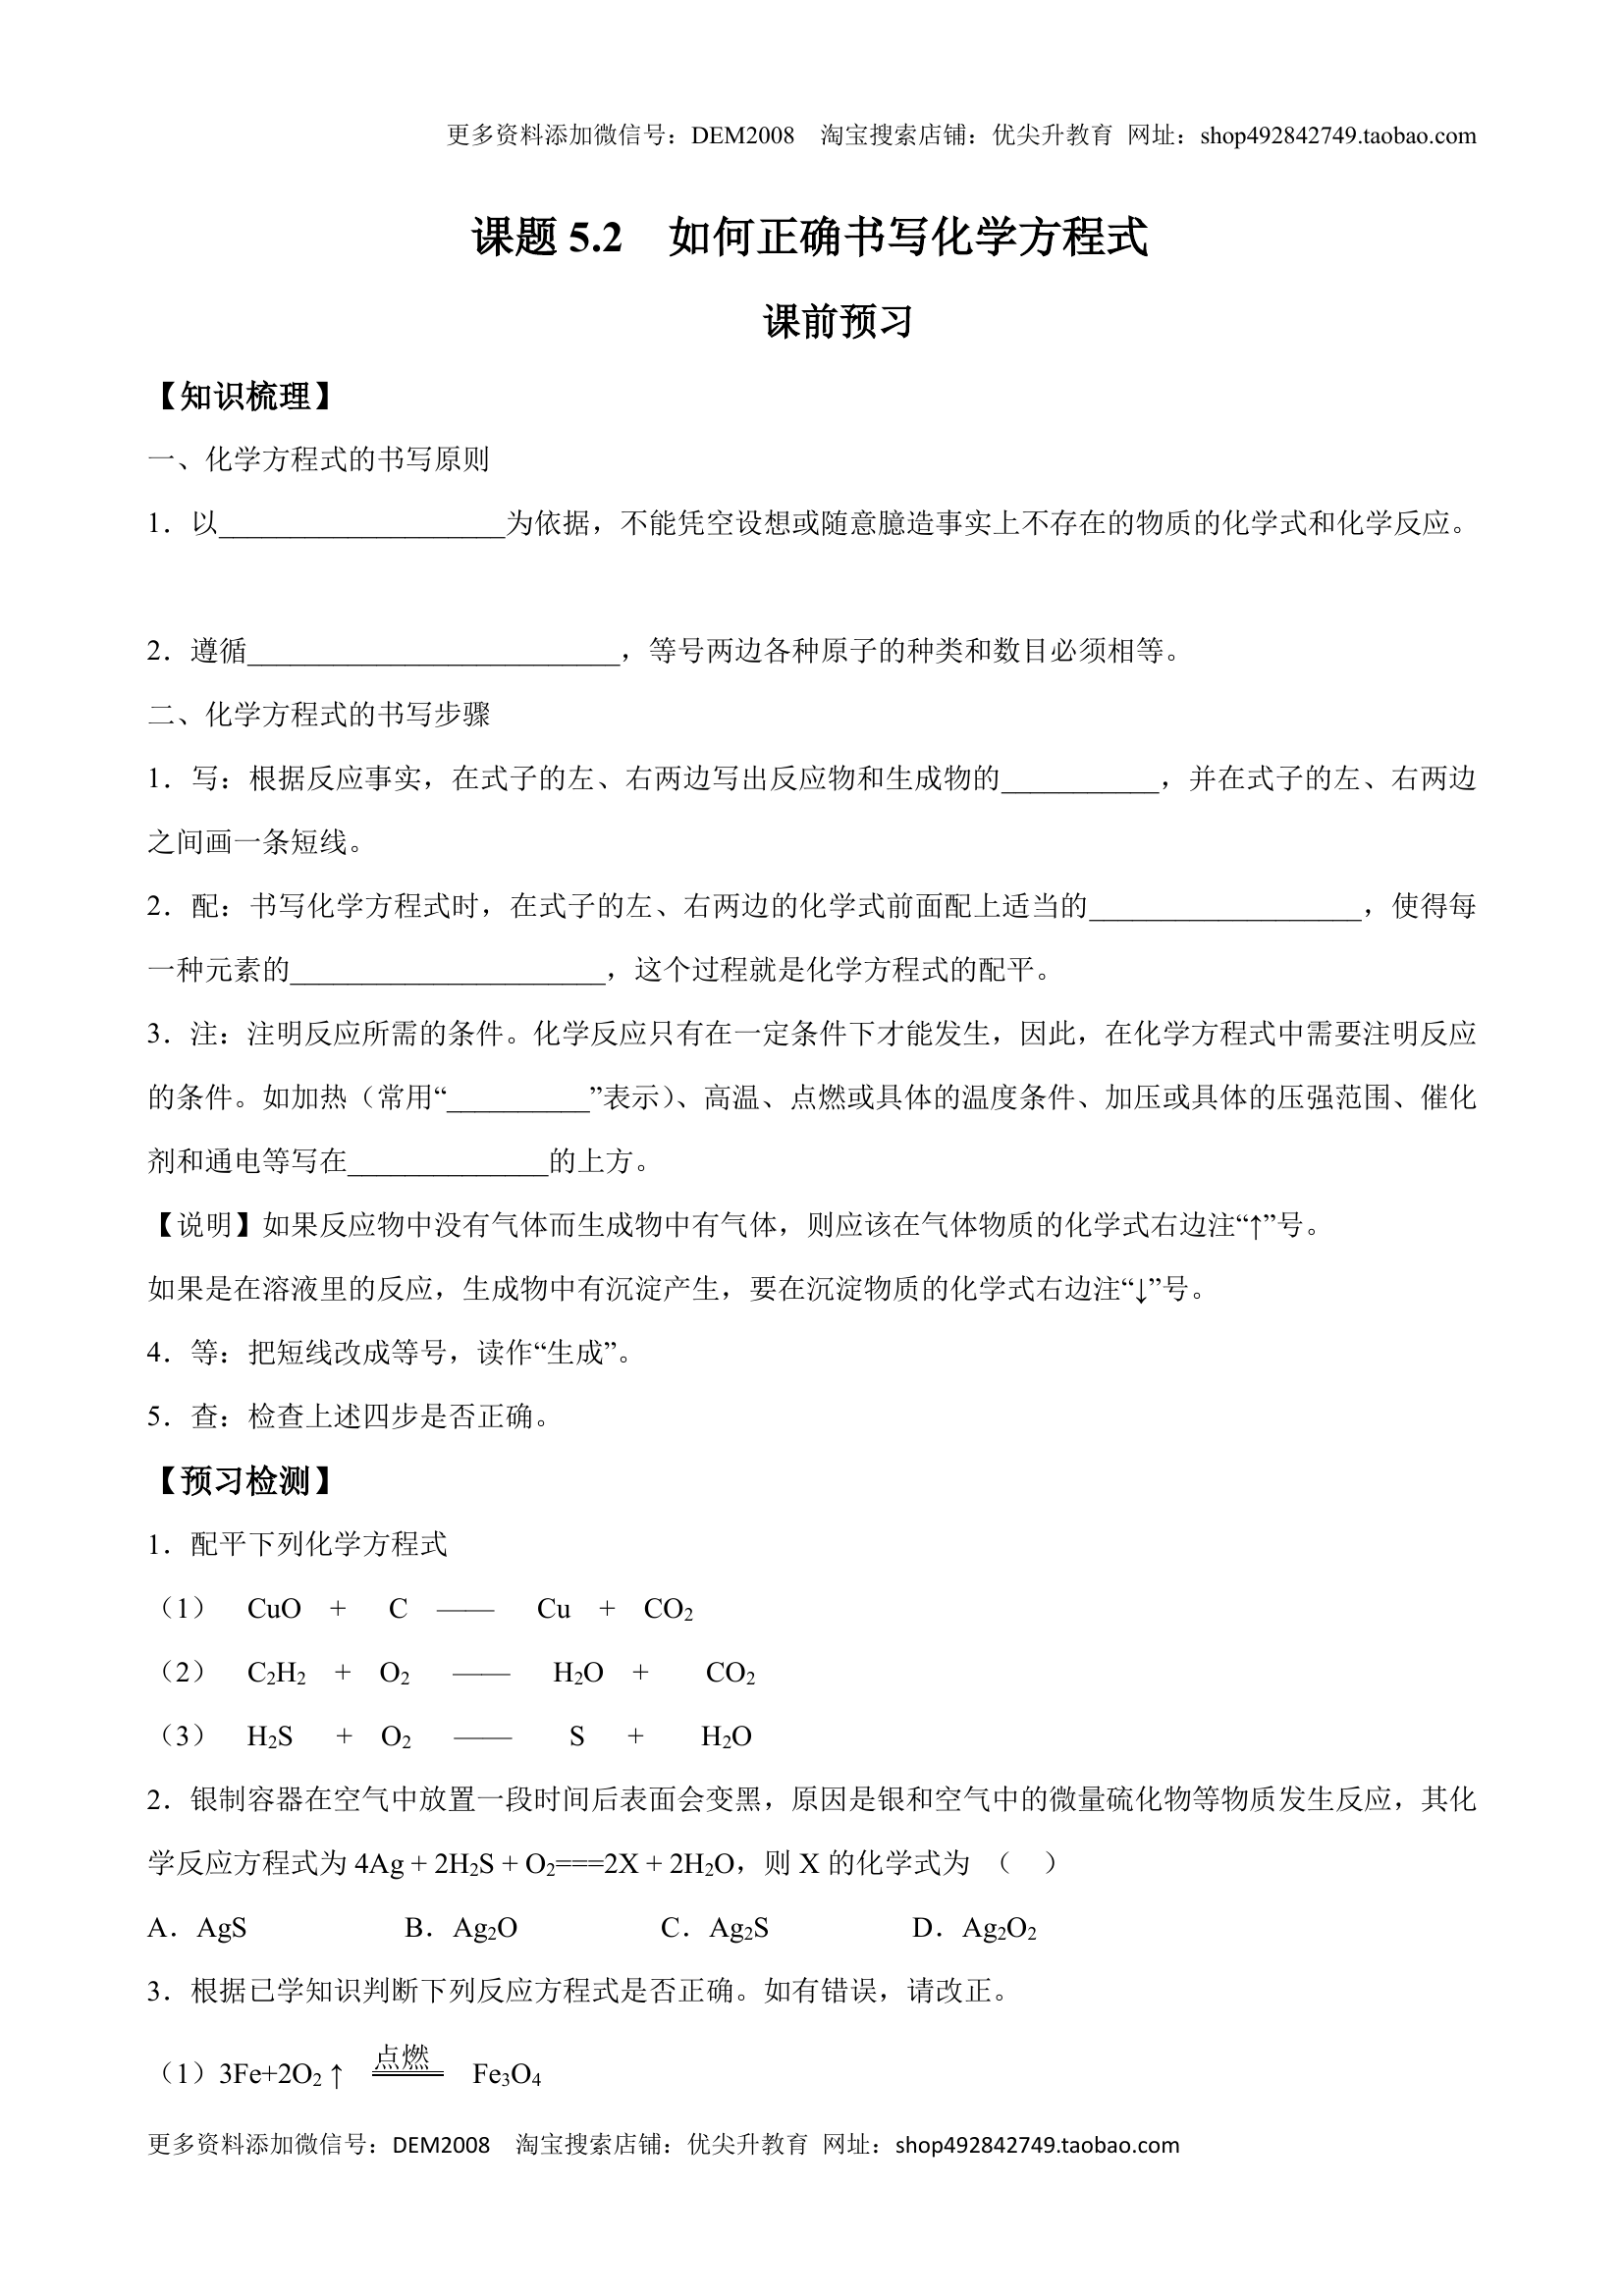 更多资料添加微信号：DEM2008 淘宝搜索店铺：优尖升教育 网址：shop492842749.taobao.com
课题 5.2 如何正确书写化学方程式
课前预习
【知识梳理】
一、化学方程式的书写原则
1．以____________________为依据，不能凭空设想或随意臆造事实上不存在的物质的化学式和化学反应。
2．遵循__________________________，等号两边各种原子的种类和数目必须相等。
二、化学方程式的书写步骤
1．写：根据反应事实，在式子的左、右两边写出反应物和生成物的___________，并在式子的左、右两边
之间画一条短线。
2．配：书写化学方程式时，在式子的左、右两边的化学式前面配上适当的___________________，使得每
一种元素的______________________，这个过程就是化学方程式的配平。
3．注：注明反应所需的条件。化学反应只有在一定条件下才能发生，因此，在化学方程式中需要注明反应
的条件。如加热（常用“__________”表示）、高温、点燃或具体的温度条件、加压或具体的压强范围、催化
剂和通电等写在______________的上方。
【说明】如果反应物中没有气体而生成物中有气体，则应该在气体物质的化学式右边注“↑”号。
如果是在溶液里的反应，生成物中有沉淀产生，要在沉淀物质的化学式右边注“↓”号。
4．等：把短线改成等号，读作“生成”。
5．查：检查上述四步是否正确。
【预习检测】
1．配平下列化学方程式
（1） CuO + C —— Cu + CO₂
（2） C₂H₂ + O₂ —— H₂O + CO₂
（3） H₂S + O₂ —— S + H₂O
2．银制容器在空气中放置一段时间后表面会变黑，原因是银和空气中的微量硫化物等物质发生反应，其化
学反应方程式为 4Ag + 2H₂S + O₂===2X + 2H₂O，则 X 的化学式为 （ ）
A．AgS B．Ag₂O C．Ag₂S D．Ag₂O₂
3．根据已学知识判断下列反应方程式是否正确。如有错误，请改正。
点燃
（1）3Fe+2O₂ ↑ ═══ Fe₃O₄
更多资料添加微信号：DEM2008 淘宝搜索店铺：优尖升教育 网址：shop492842749.taobao.com